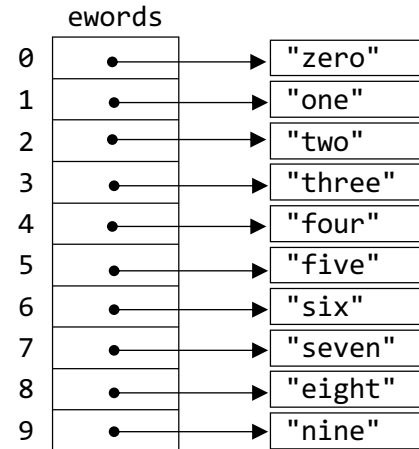 ewords
0 "zero"
1 "one"
2 "two"
3 "three"
4 "four"
5 "five"
6 "six"
7 "seven"
8 "eight"
9 "nine"